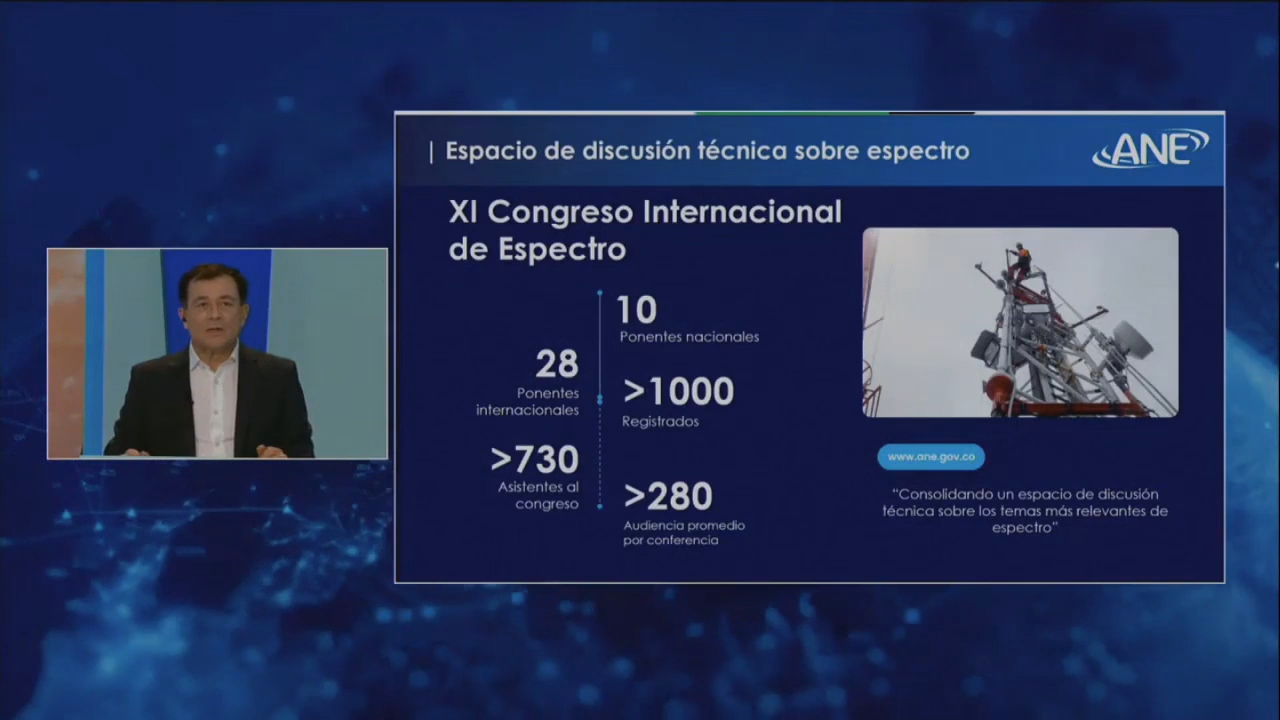 | Espacio de discusión técnica sobre espectro
ANE
XI Congreso Internacional
de Espectro
10
Ponentes nacionales
28
Ponentes
internacionales
>1000
Registrados
>730
Asistentes al
congreso
>280
Audiencia promedio
por conferencia
www.ane.gov.co
“Consolidando un espacio de discusión
técnica sobre los temas más relevantes de
espectro”